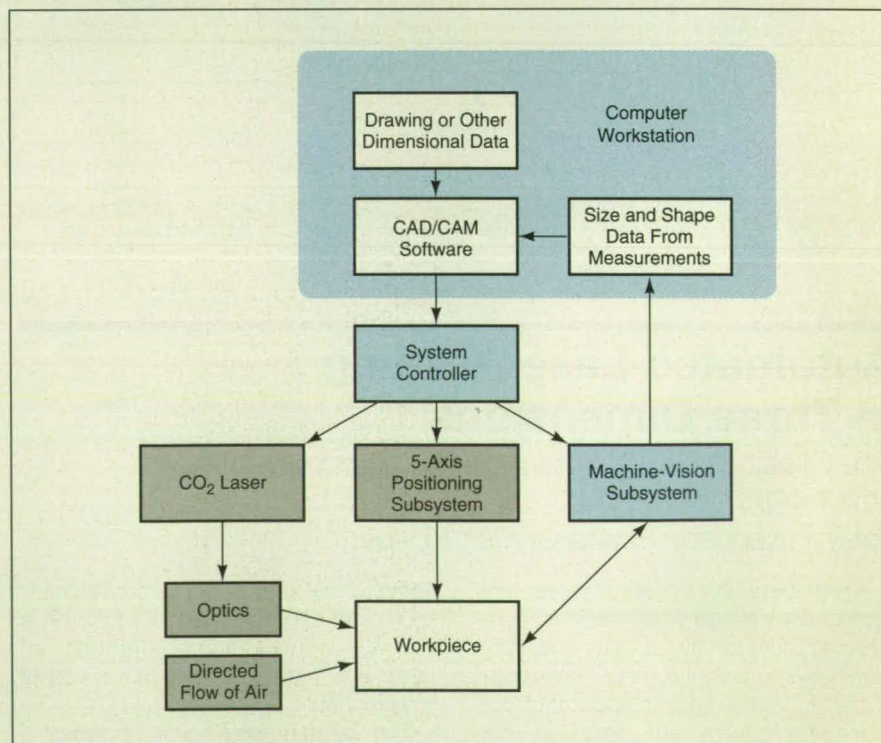 Drawing or Other
Dimensional Data
Computer
Workstation
CAD/CAM
Software
Size and Shape
Data From
Measurements
System
Controller
CO₂ Laser
5-Axis
Positioning
Subsystem
Machine-Vision
Subsystem
Optics
Workpiece
Directed
Flow of Air